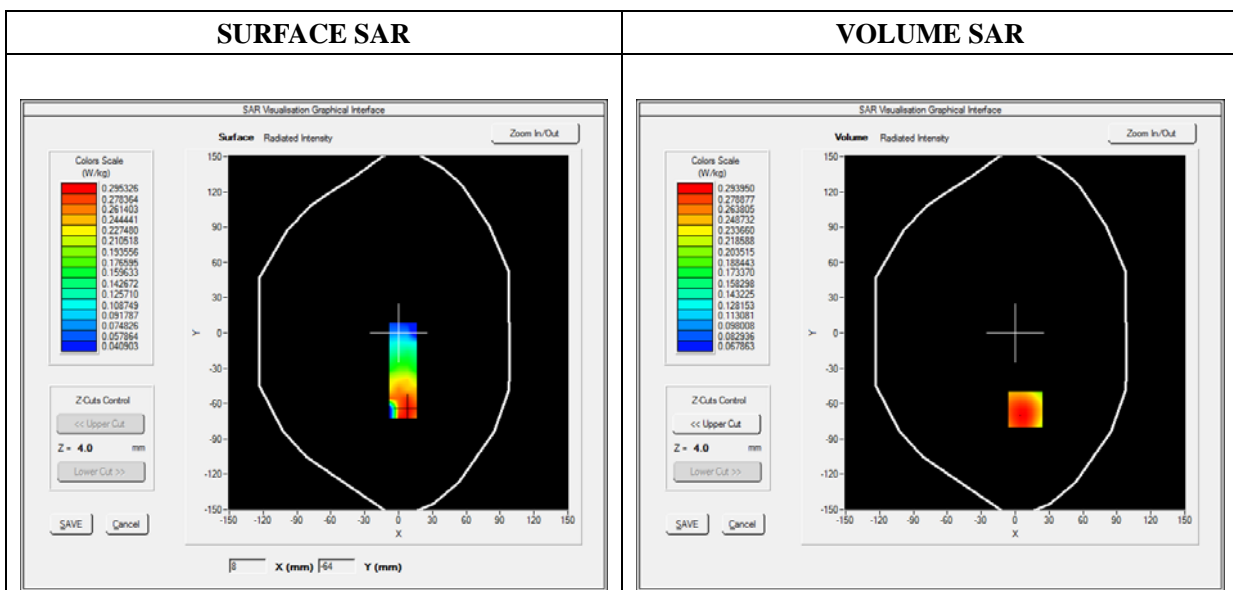 SURFACE SAR
SAR Visualisation Graphical Interface
Surface Radiated Intensity
Zoom In/Out
Colors Scale
(W/kg)
0.295326
0.278364
0.261403
0.244441
0.227480
0.210518
0.193556
0.176595
0.159633
0.142672
0.125710
0.108749
0.091787
0.074826
0.057864
0.040903
Z-Cuts Control
<< Upper Cut
Z = 4.0 mm
Lower Cut >>
SAVE Cancel
150
120
90
60
30
0
-30
-60
-90
-120
-150
Y
-150 -120 -90 -60 -30 0 30 60 90 120 150
X
8 X (mm) -64 Y (mm)
VOLUME SAR
SAR Visualisation Graphical Interface
Volume Radiated Intensity
Zoom In/Out
Colors Scale
(W/kg)
0.293950
0.278877
0.263805
0.248732
0.233660
0.218588
0.203515
0.188443
0.173370
0.158298
0.143225
0.128153
0.113081
0.098008
0.082936
0.067863
Z-Cuts Control
<< Upper Cut
Z = 4.0 mm
Lower Cut >>
SAVE Cancel
150
120
90
60
30
0
-30
-60
-90
-120
-150
Y
-150 -120 -90 -60 -30 0 30 60 90 120 150
X